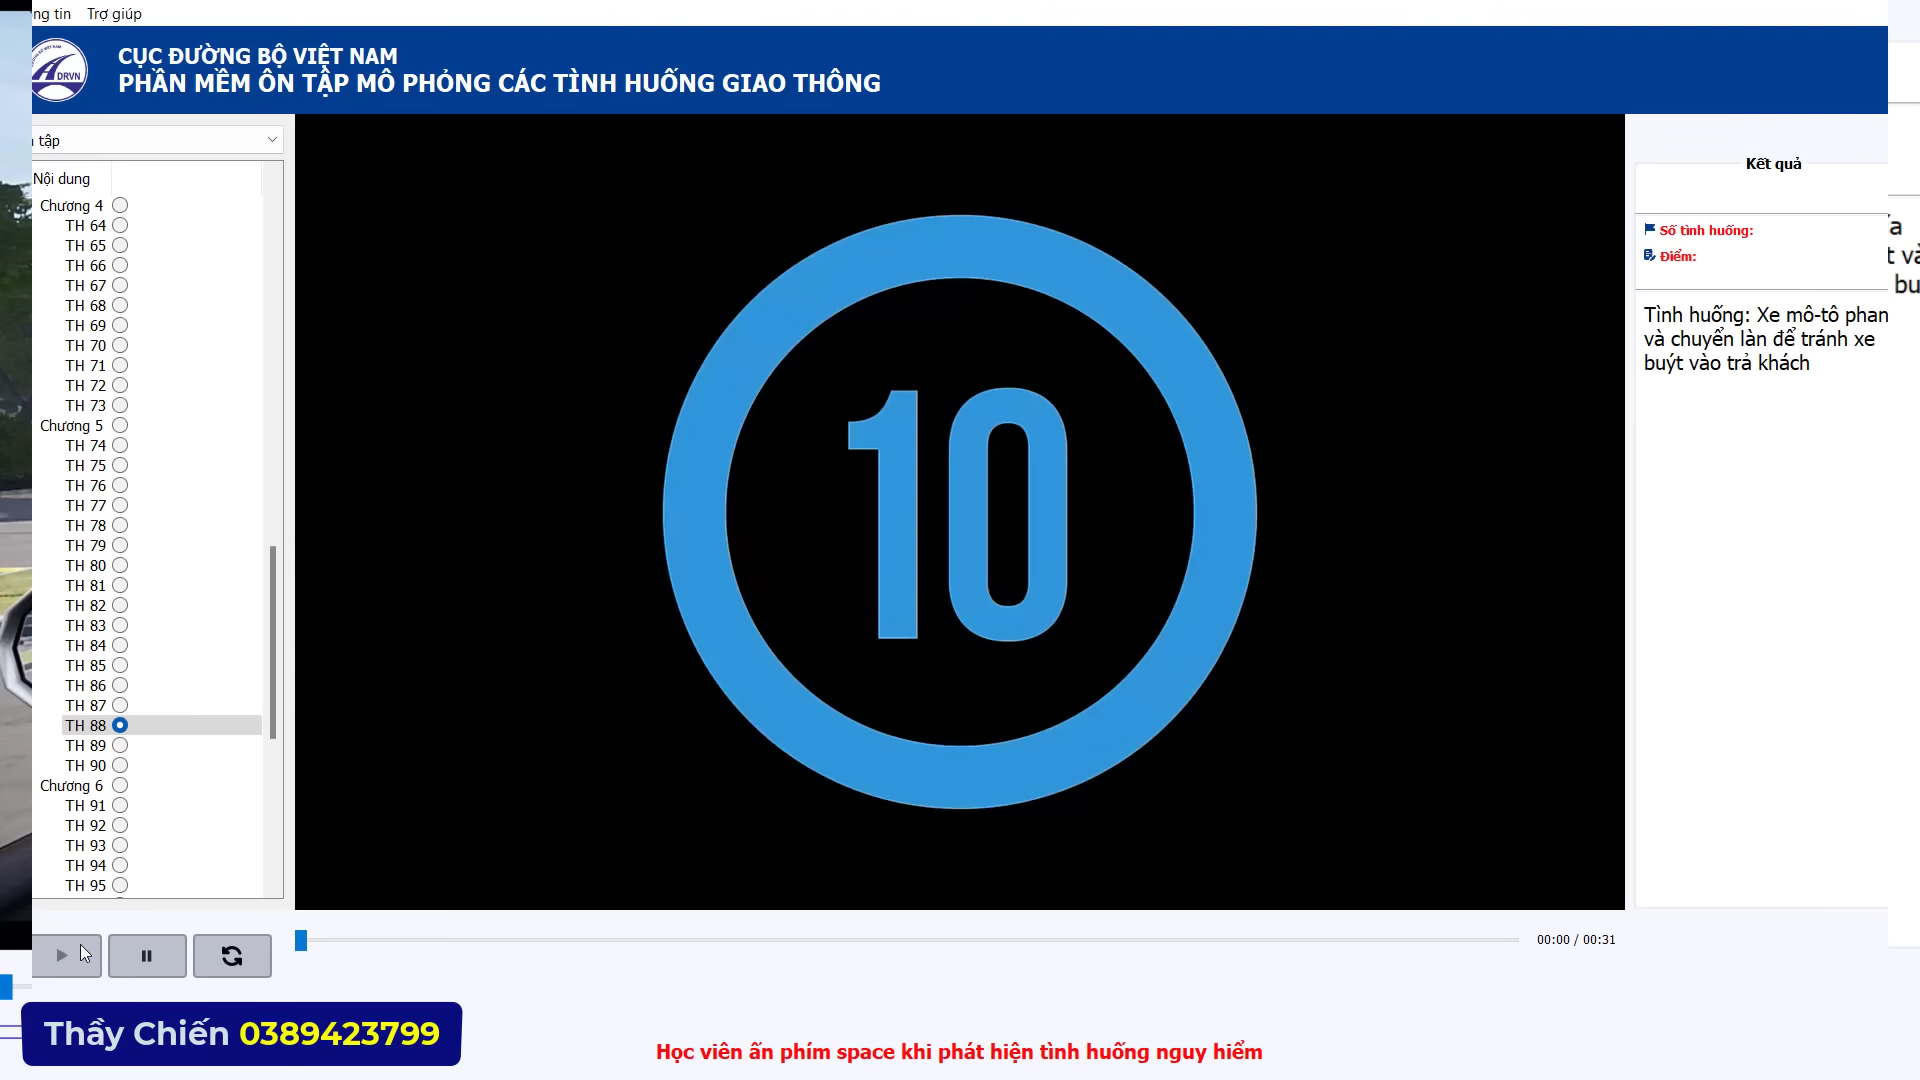 ng tin Trợ giúp
DRVN
CỤC ĐƯỜNG BỘ VIỆT NAM
PHẦN MỀM ÔN TẬP MÔ PHỎNG CÁC TÌNH HUỐNG GIAO THÔNG
tập
Nội dung
Chương 4
TH 64
TH 65
TH 66
TH 67
TH 68
TH 69
TH 70
TH 71
TH 72
TH 73
Chương 5
TH 74
TH 75
TH 76
TH 77
TH 78
TH 79
TH 80
TH 81
TH 82
TH 83
TH 84
TH 85
TH 86
TH 87
TH 88
TH 89
TH 90
Chương 6
TH 91
TH 92
TH 93
TH 94
TH 95
10
Kết quả
Số tình huống:
Điểm:
Tình huống: Xe mô-tô phan
và chuyển làn để tránh xe
buýt vào trả khách
t và
bu
00:00 / 00:31
Thầy Chiến 0389423799
Học viên ấn phím space khi phát hiện tình huống nguy hiểm